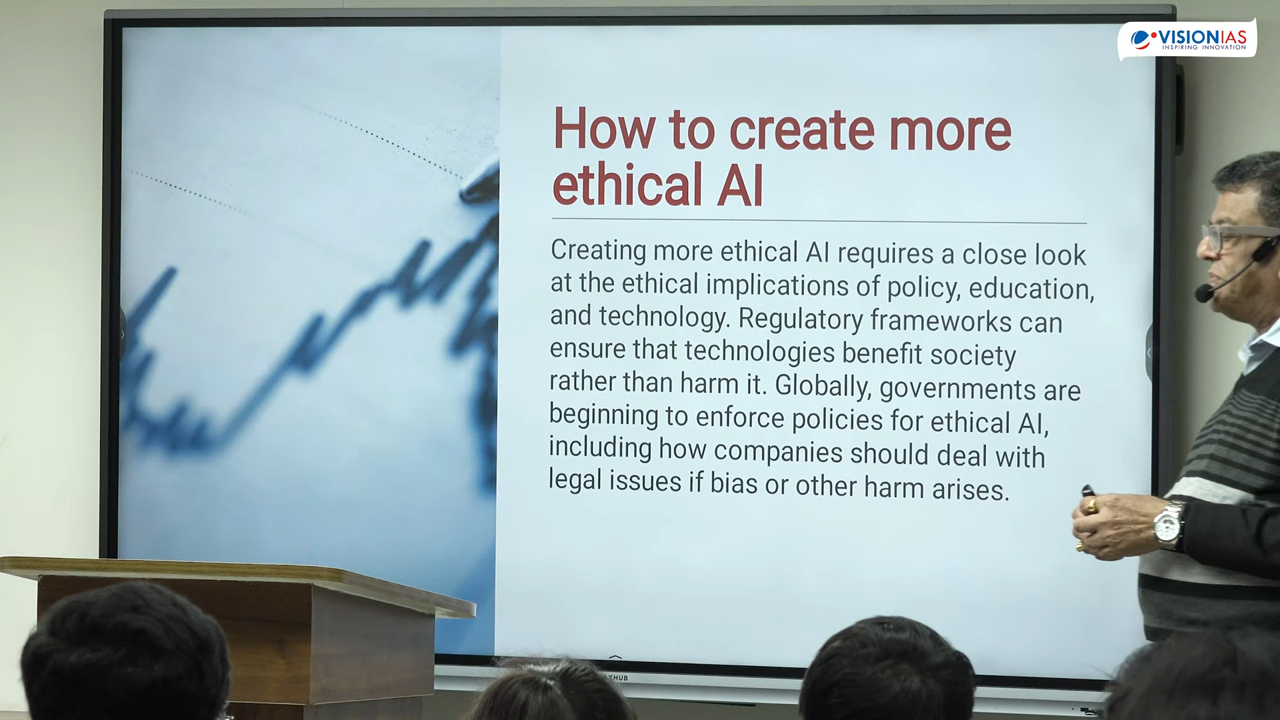 VISIONIAS
INSPIRING INNOVATION
How to create more
ethical AI
Creating more ethical AI requires a close look
at the ethical implications of policy, education,
and technology. Regulatory frameworks can
ensure that technologies benefit society
rather than harm it. Globally, governments are
beginning to enforce policies for ethical AI,
including how companies should deal with
legal issues if bias or other harm arises.